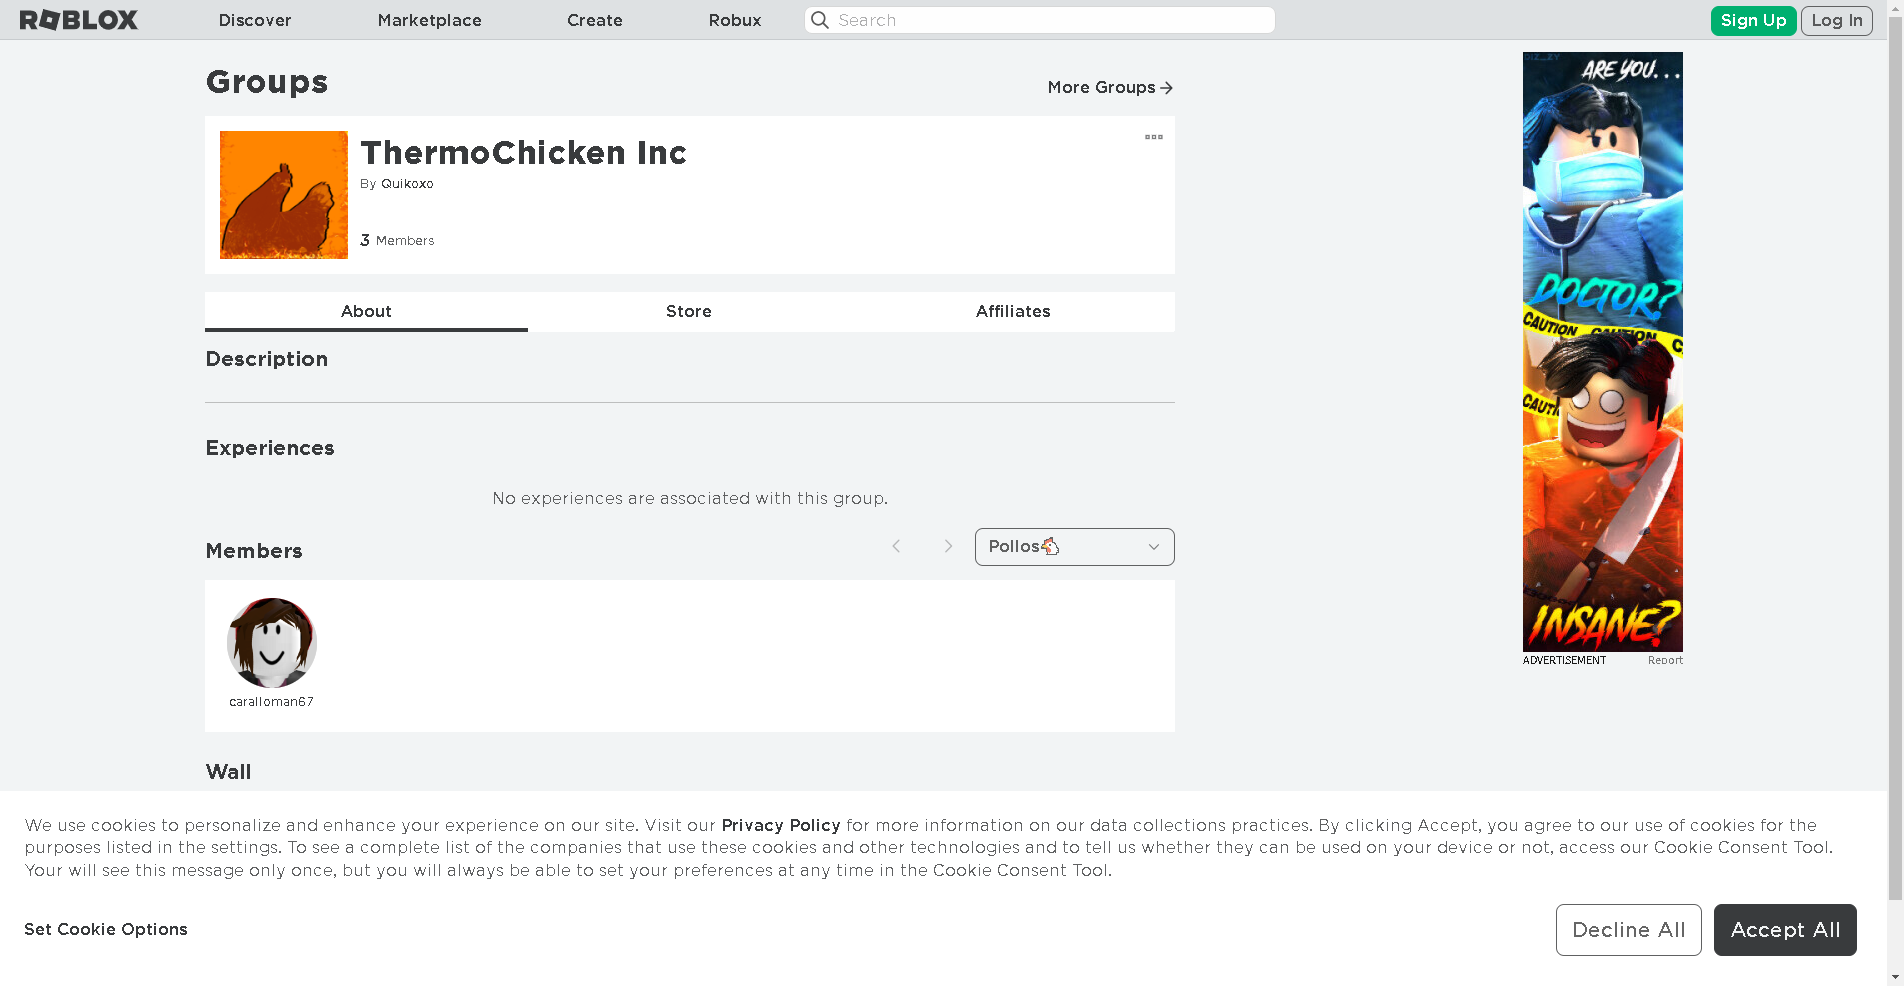 ROBLOX
Discover
Marketplace
Create
Robux
Search
Sign Up
Log In
Groups
More Groups
ThermoChicken Inc
By Quikoxo
3 Members
About
Store
Affiliates
Description
Experiences
No experiences are associated with this group.
Members
Pollos🐔
caralloman67
Wall
ARE YOU...
DOCTOR?
CAUTION CAUTION C
CAUTI
INSANE?
ADVERTISEMENT
Report
We use cookies to personalize and enhance your experience on our site. Visit our Privacy Policy for more information on our data collections practices. By clicking Accept, you agree to our use of cookies for the
purposes listed in the settings. To see a complete list of the companies that use these cookies and other technologies and to tell us whether they can be used on your device or not, access our Cookie Consent Tool.
Your will see this message only once, but you will always be able to set your preferences at any time in the Cookie Consent Tool.
Set Cookie Options
Decline All
Accept All